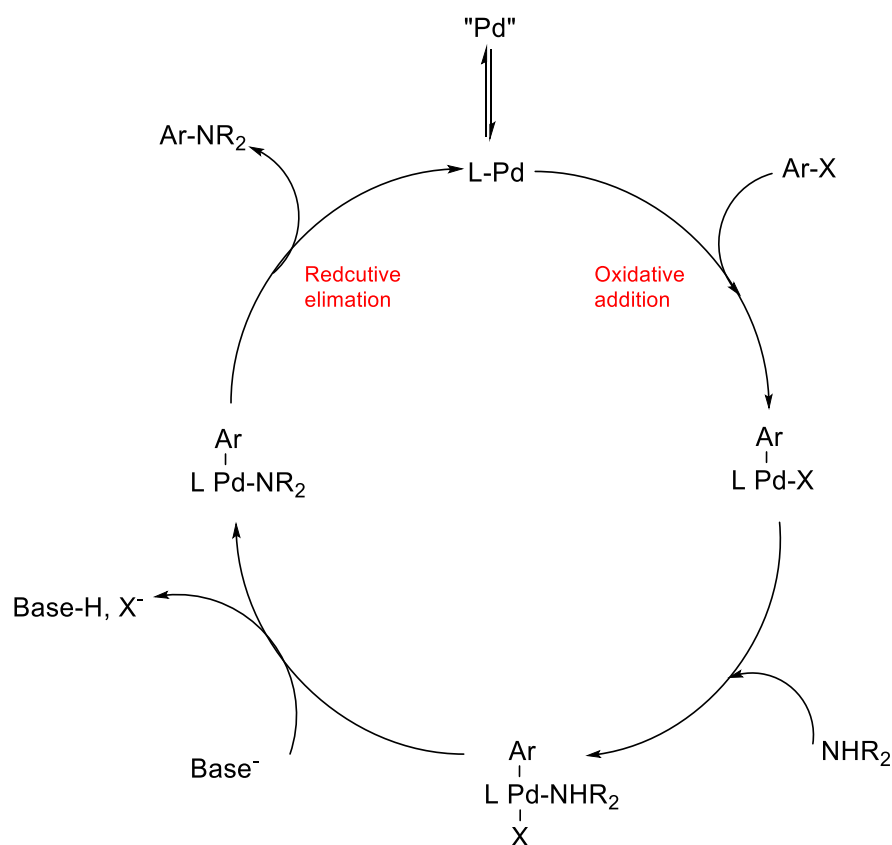 "Pd"
Ar-NR2
L-Pd
Ar-X
Redcutive
elimation
Oxidative
addition
Ar
L Pd-NR2
Ar
L Pd-X
Base-H, X-
Base-
Ar
L Pd-NHR2
X
NHR2